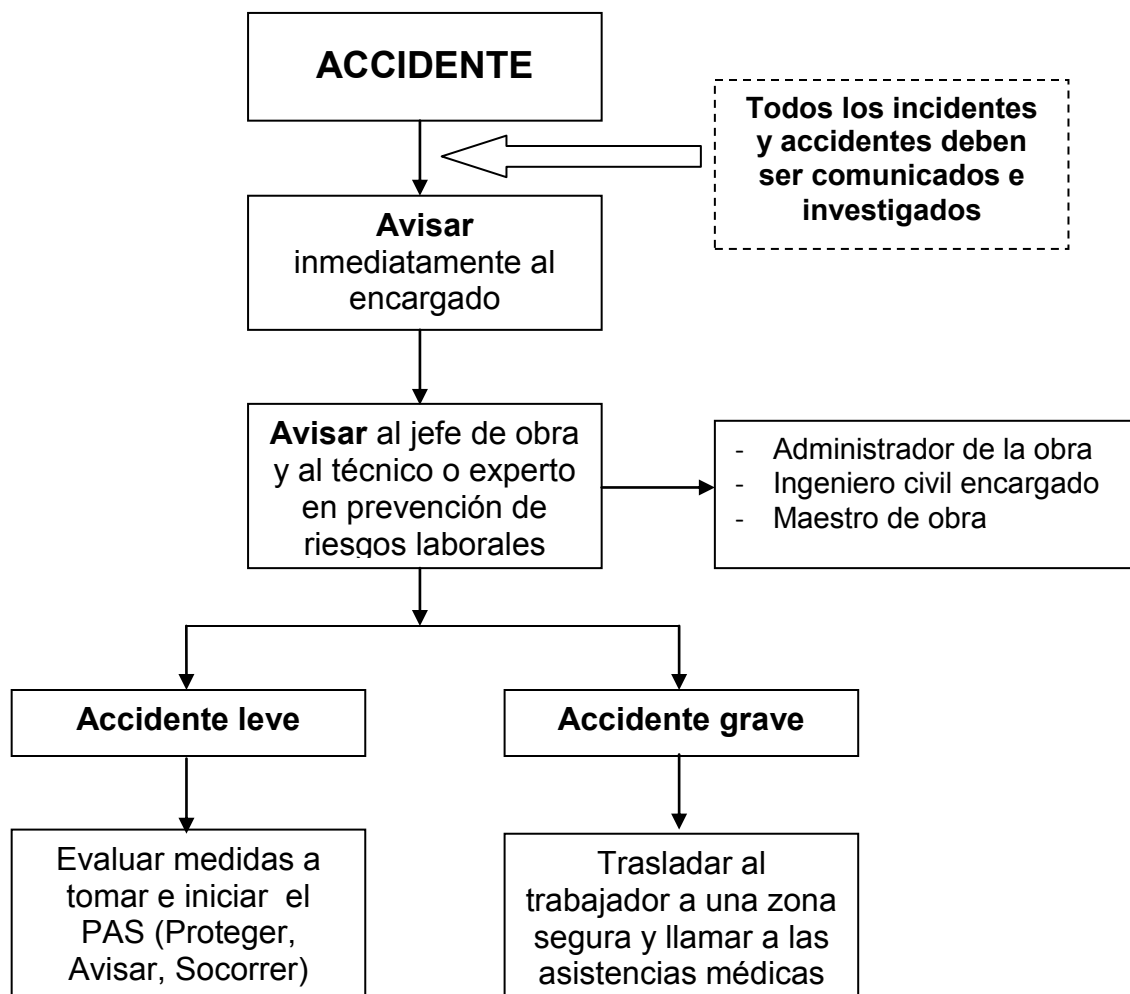 ACCIDENTE
Todos los incidentes
y accidentes deben
ser comunicados e
investigados
Avisar
inmediatamente al
encargado
Avisar al jefe de obra
y al técnico o experto
en prevención de
riesgos laborales
- Administrador de la obra
- Ingeniero civil encargado
- Maestro de obra
Accidente leve
Accidente grave
Evaluar medidas a
tomar e iniciar el
PAS (Proteger,
Avisar, Socorrer)
Trasladar al
trabajador a una zona
segura y llamar a las
asistencias médicas